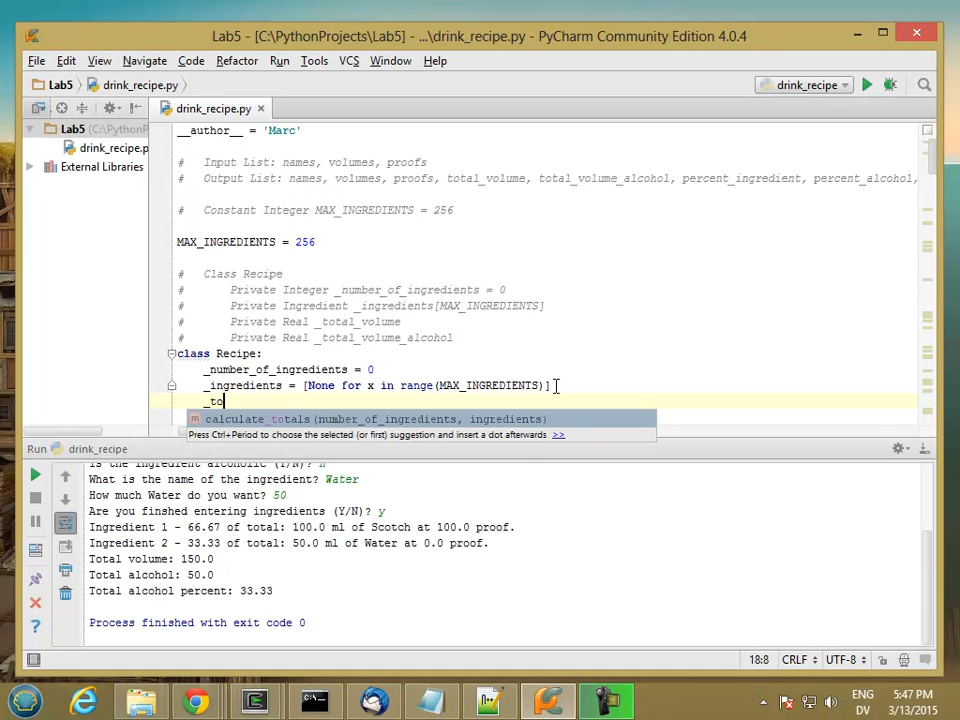 Lab5 - [C:\PythonProjects\Lab5] - ...\drink_recipe.py - PyCharm Community Edition 4.0.4
File Edit View Navigate Code Refactor Run Tools VCS Window Help
Lab5 drink_recipe.py drink_recipe
drink_recipe.py
Lab5 (C:\PythonP
drink_recipe.p
External Libraries
__author__ = 'Marc'
# Input List: names, volumes, proofs
# Output List: names, volumes, proofs, total_volume, total_volume_alcohol, percent_ingredient, percent_alcohol,
# Constant Integer MAX_INGREDIENTS = 256
MAX_INGREDIENTS = 256
# Class Recipe
# Private Integer _number_of_ingredients = 0
# Private Ingredient _ingredients[MAX_INGREDIENTS]
# Private Real _total_volume
# Private Real _total_volume_alcohol
class Recipe:
_number_of_ingredients = 0
_ingredients = [None for x in range(MAX_INGREDIENTS)]
_to
m calculate_totals(number_of_ingredients, ingredients)
Press Ctrl+Period to choose the selected (or first) suggestion and insert a dot afterwards >>
Run drink_recipe
Is the ingredient alcoholic (Y/N)? n
What is the name of the ingredient? Water
How much Water do you want? 50
Are you finshed entering ingredients (Y/N)? y
Ingredient 1 - 66.67 of total: 100.0 ml of Scotch at 100.0 proof.
Ingredient 2 - 33.33 of total: 50.0 ml of Water at 0.0 proof.
Total volume: 150.0
Total alcohol: 50.0
Total alcohol percent: 33.33
Process finished with exit code 0
18:8 CRLF UTF-8
ENG 5:47 PM
DV 3/13/2015